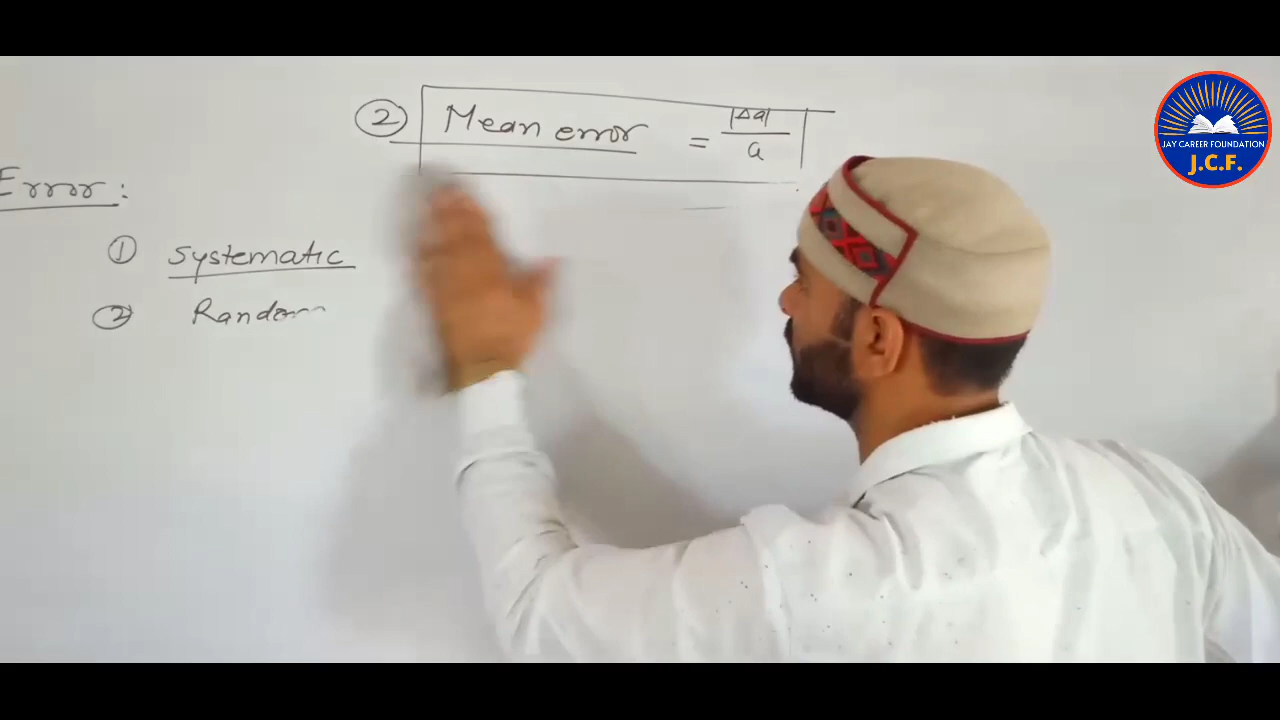 ② Mean error = |Δa| / a
Error :
① Systematic
② Random
JAY CAREER FOUNDATION
J.C.F.